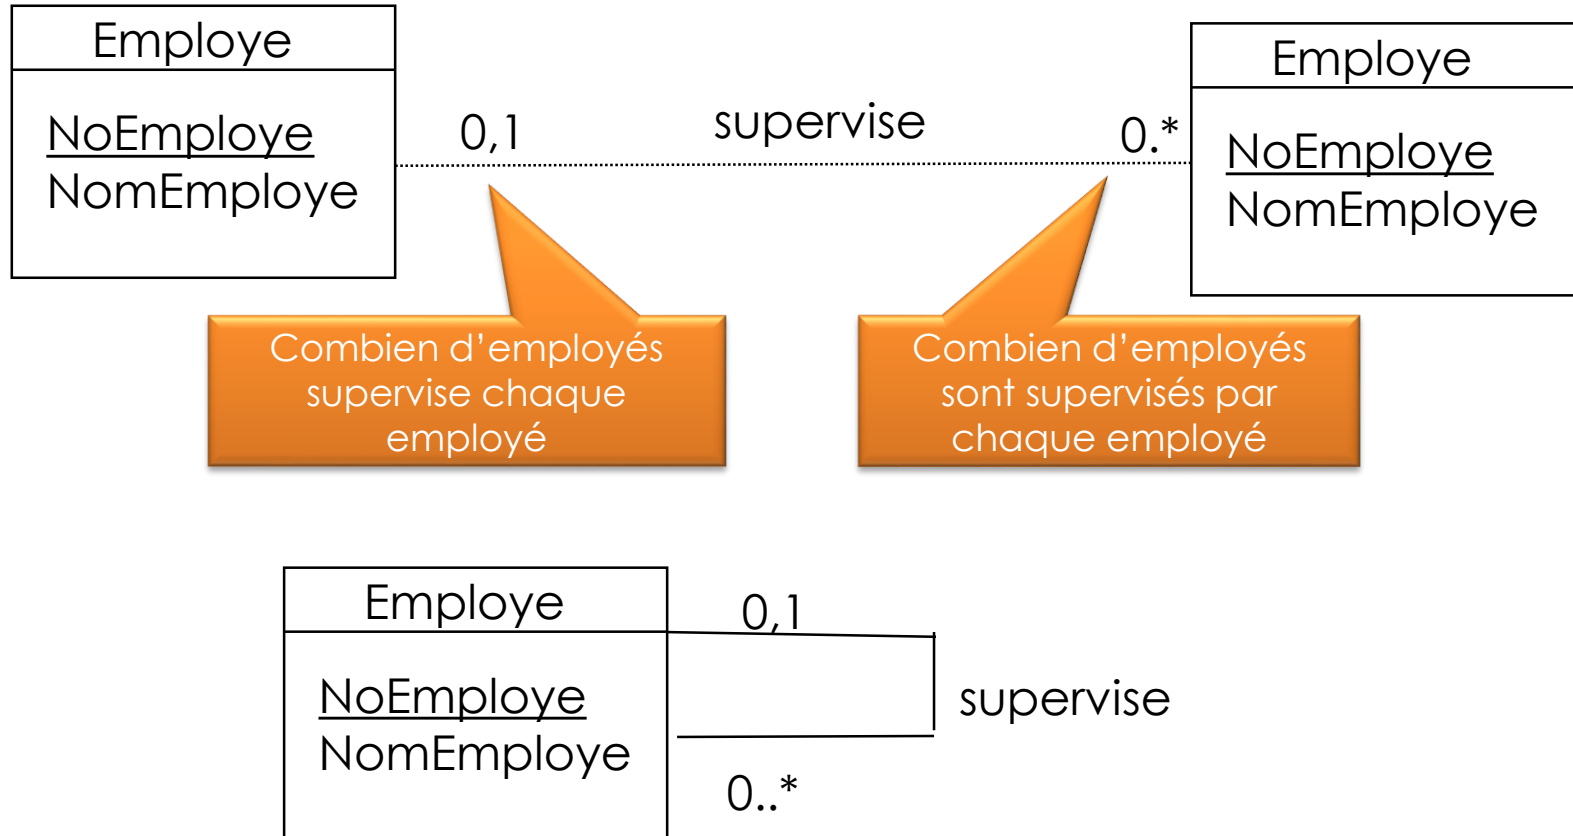 Employe
NoEmploye
NomEmploye
0,1
supervise
0.*
Employe
NoEmploye
NomEmploye
Combien d’employés
supervise chaque
employé
Combien d’employés
sont supervisés par
chaque employé
Employe
NoEmploye
NomEmploye
0,1
supervise
0..*